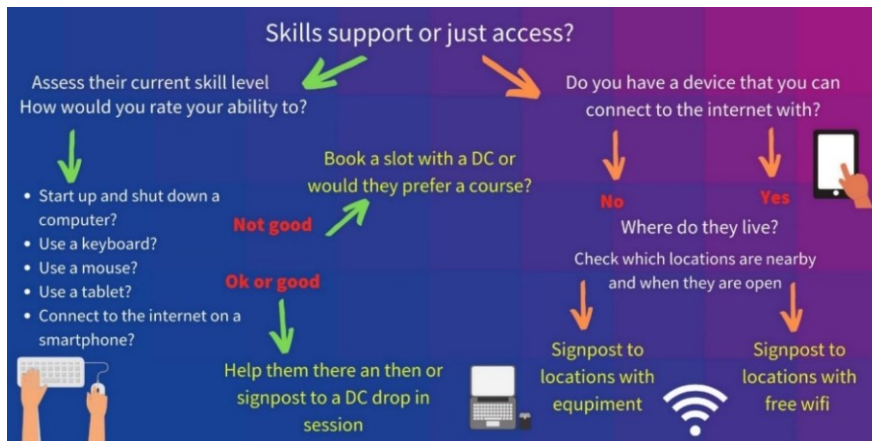 Skills support or just access?
Assess their current skill level
How would you rate your ability to?
• Start up and shut down a
computer?
• Use a keyboard?
• Use a mouse?
• Use a tablet?
• Connect to the internet on a
smartphone?
Not good
Book a slot with a DC or
would they prefer a course?
Ok or good
Help them there an then or
signpost to a DC drop in
session
Do you have a device that you can
connect to the internet with?
No
Yes
Where do they live?
Check which locations are nearby
and when they are open
Signpost to
locations with
equpiment
Signpost to
locations with
free wifi